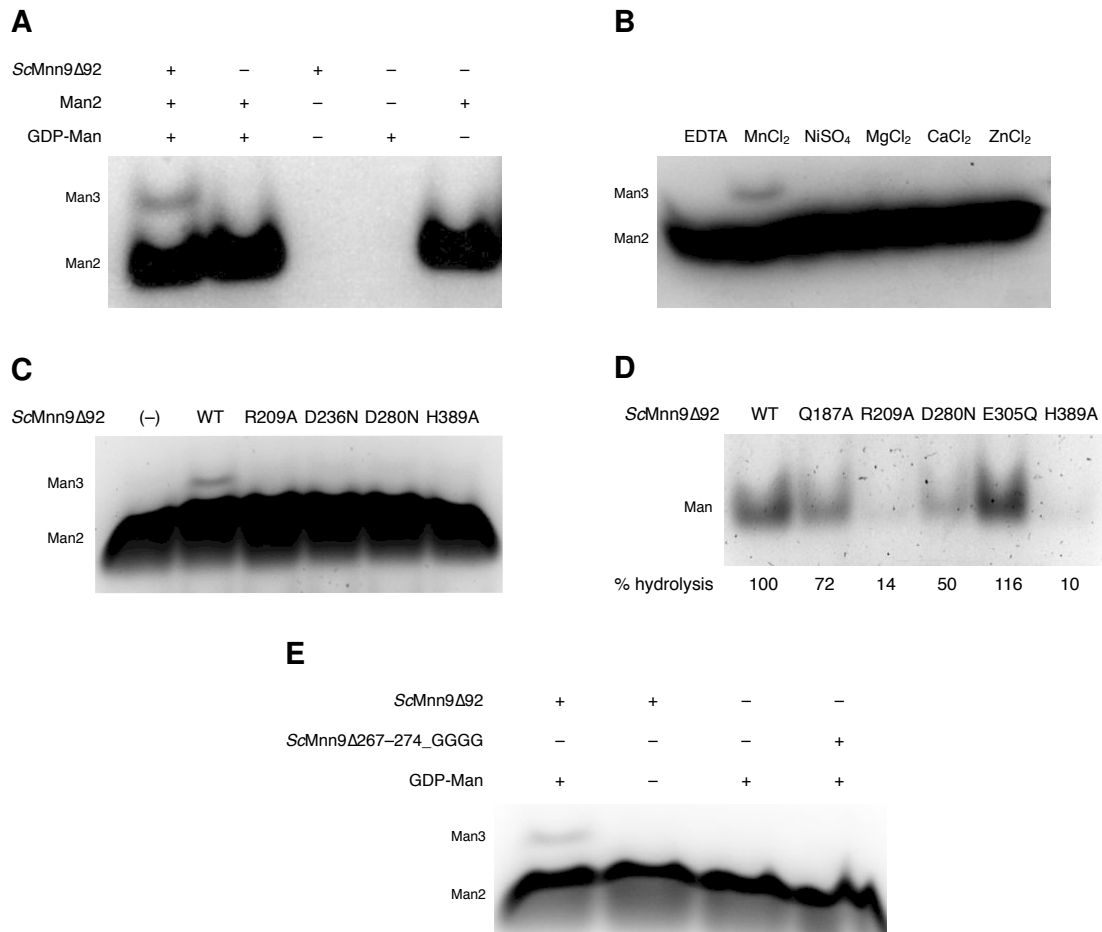 A
ScMnn9Δ92 + – + – –
Man2 + + – – +
GDP-Man + + – + –
Man3
Man2
B
EDTA MnCl₂ NiSO₄ MgCl₂ CaCl₂ ZnCl₂
Man3
Man2
C
ScMnn9Δ92 (–) WT R209A D236N D280N H389A
Man3
Man2
D
ScMnn9Δ92 WT Q187A R209A D280N E305Q H389A
Man
% hydrolysis 100 72 14 50 116 10
E
ScMnn9Δ92 + + – –
ScMnn9Δ267–274_GGGG – – – +
GDP-Man + – + +
Man3
Man2